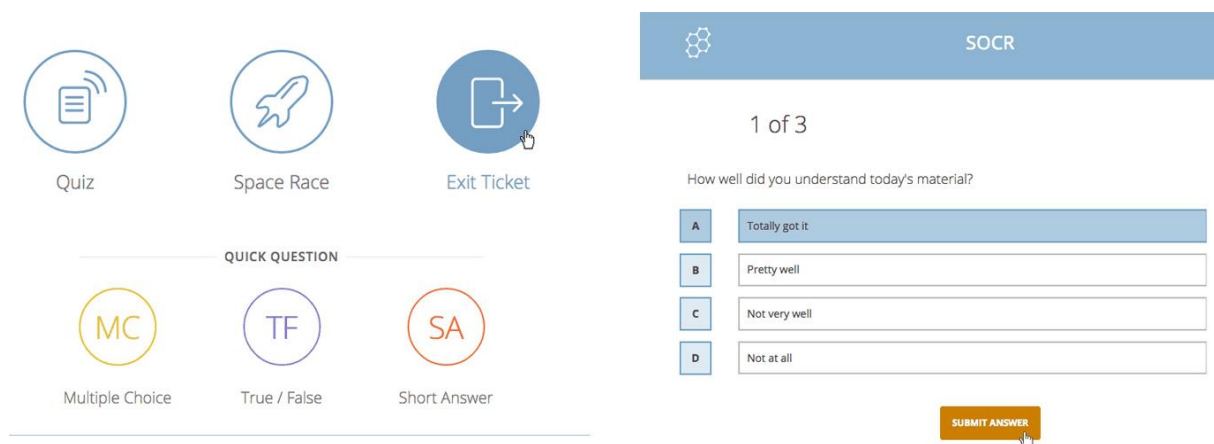 Quiz
Space Race
Exit Ticket
QUICK QUESTION
MC
TF
SA
Multiple Choice
True / False
Short Answer
SOCR
1 of 3
How well did you understand today's material?
A
Totally got it
B
Pretty well
C
Not very well
D
Not at all
SUBMIT ANSWER